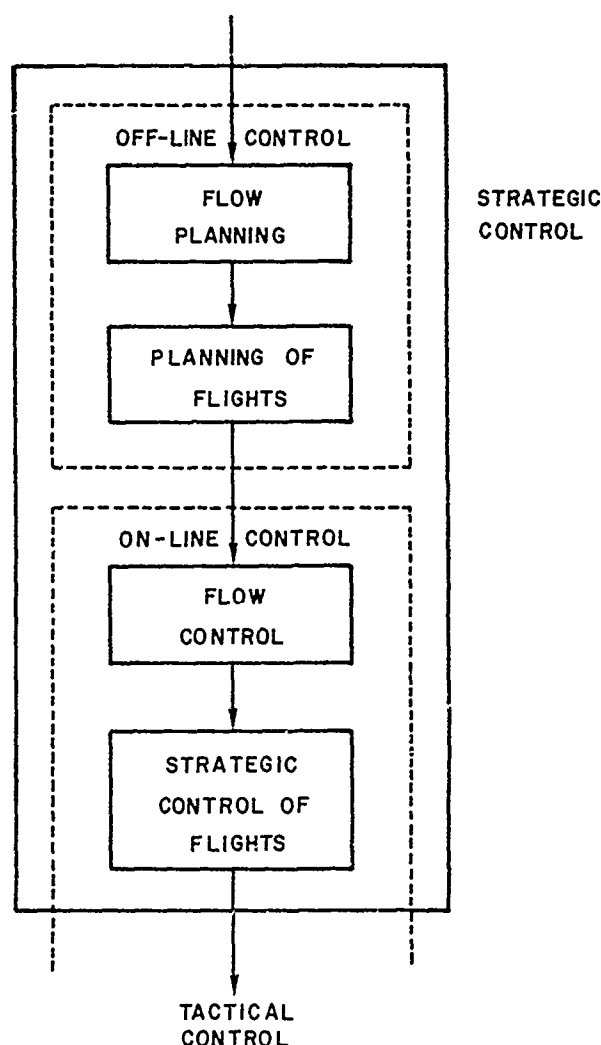 OFF-LINE CONTROL
FLOW
PLANNING
STRATEGIC
CONTROL
PLANNING OF
FLIGHTS
ON-LINE CONTROL
FLOW
CONTROL
STRATEGIC
CONTROL OF
FLIGHTS
TACTICAL
CONTROL